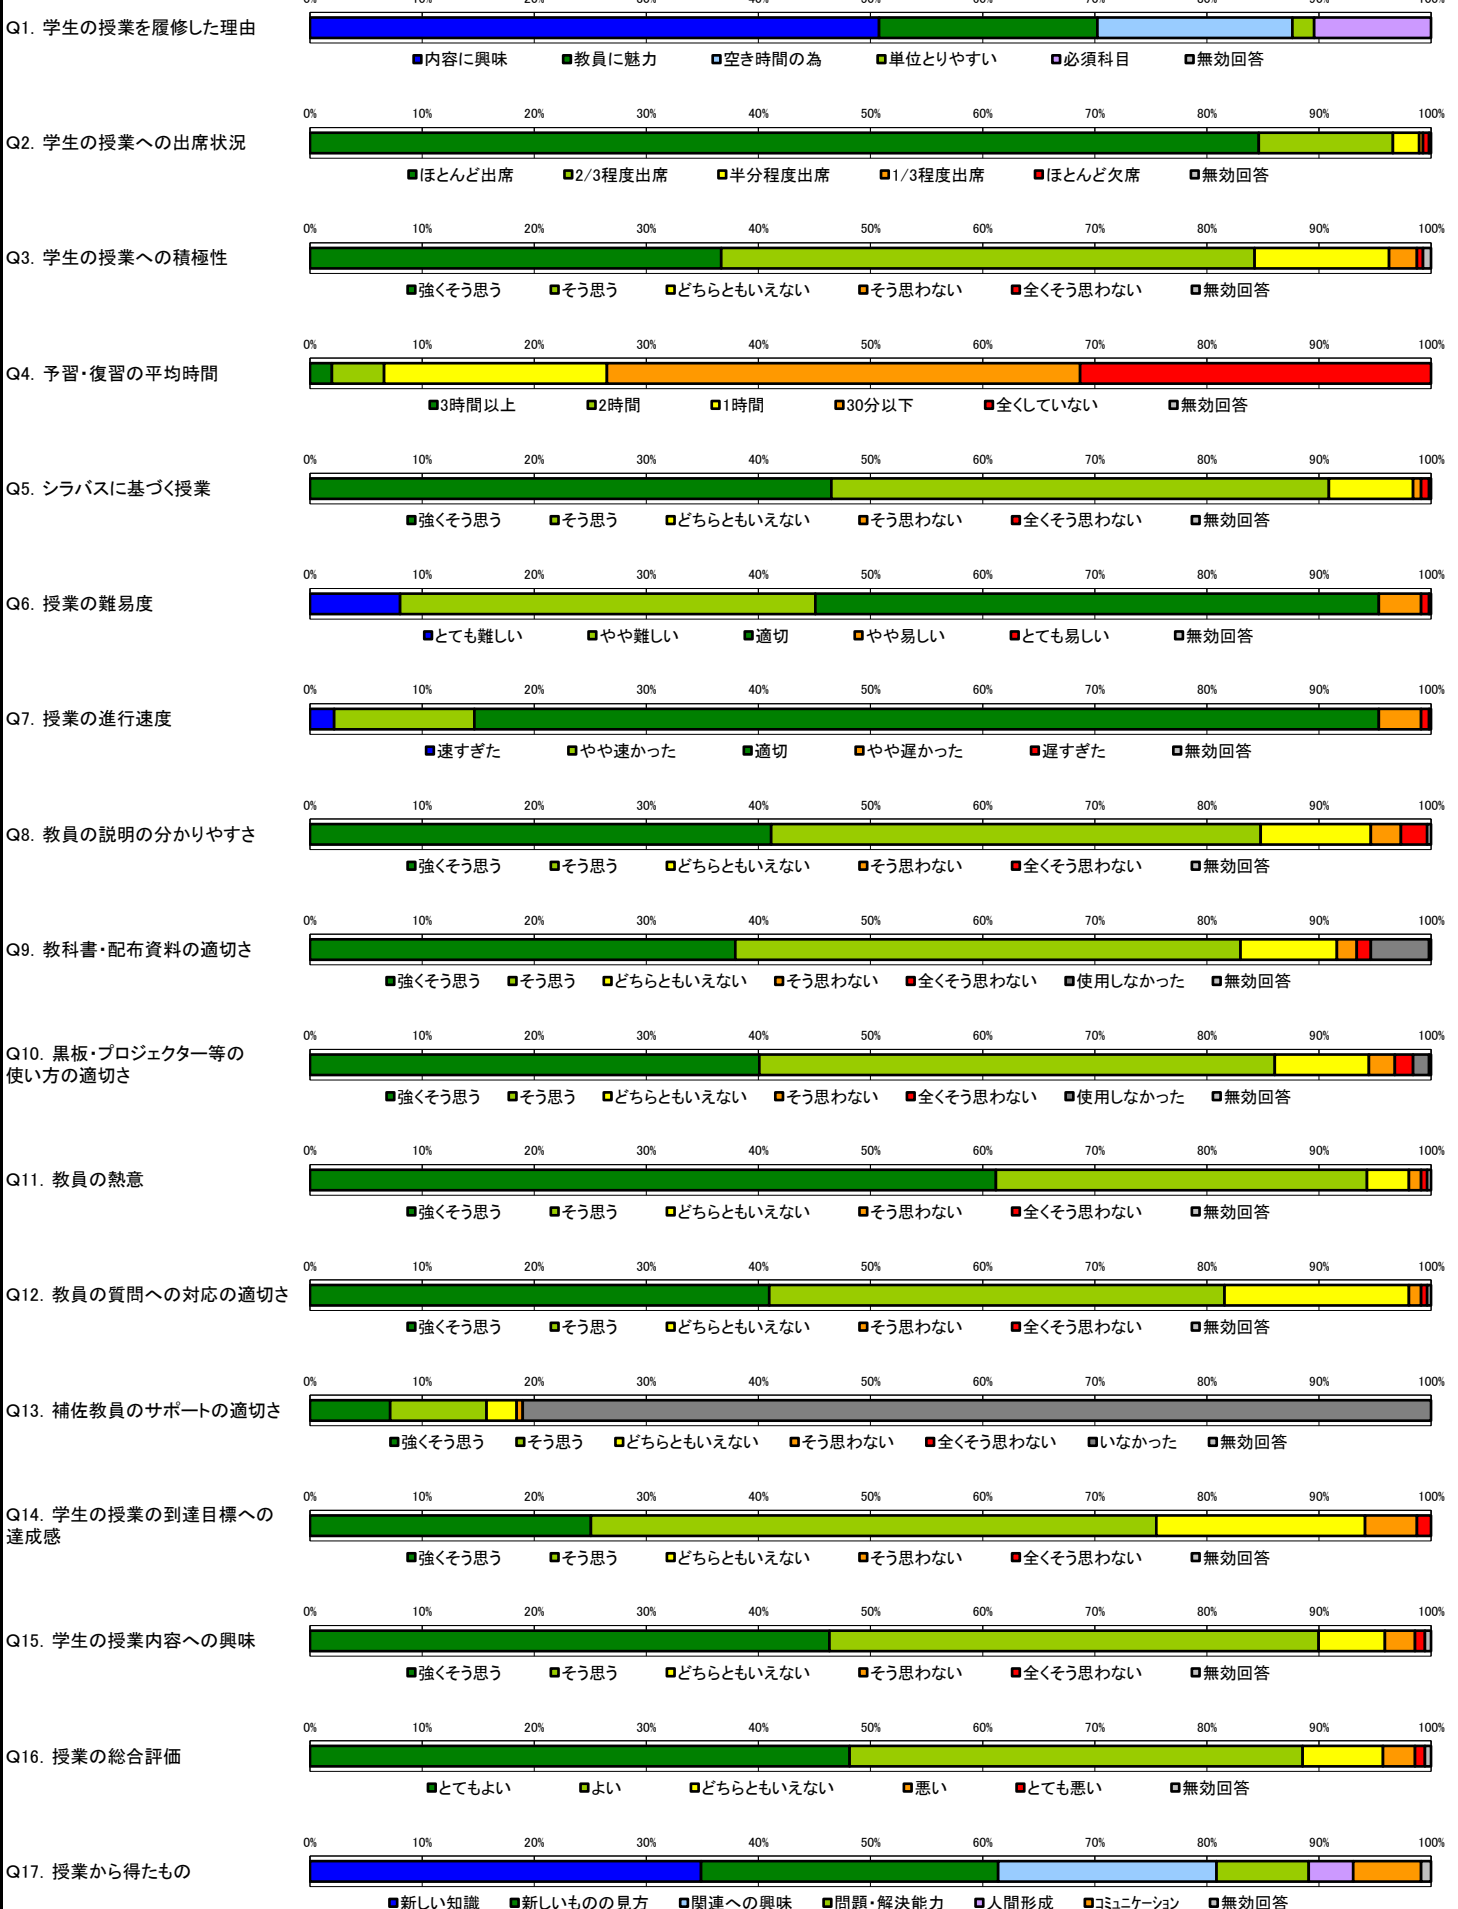 0% 10% 20% 30% 40% 50% 60% 70% 80% 90% 100%
Q1. 学生の授業を履修した理由
内容に興味 教員に魅力 空き時間の為 単位とりやすい 必須科目 無効回答
0% 10% 20% 30% 40% 50% 60% 70% 80% 90% 100%
Q2. 学生の授業への出席状況
ほとんど出席 2/3程度出席 半分程度出席 1/3程度出席 ほとんど欠席 無効回答
0% 10% 20% 30% 40% 50% 60% 70% 80% 90% 100%
Q3. 学生の授業への積極性
強くそう思う そう思う どちらともいえない そう思わない 全くそう思わない 無効回答
0% 10% 20% 30% 40% 50% 60% 70% 80% 90% 100%
Q4. 予習・復習の平均時間
3時間以上 2時間 1時間 30分以下 全くしていない 無効回答
0% 10% 20% 30% 40% 50% 60% 70% 80% 90% 100%
Q5. シラバスに基づく授業
強くそう思う そう思う どちらともいえない そう思わない 全くそう思わない 無効回答
0% 10% 20% 30% 40% 50% 60% 70% 80% 90% 100%
Q6. 授業の難易度
とても難しい やや難しい 適切 やや易しい とても易しい 無効回答
0% 10% 20% 30% 40% 50% 60% 70% 80% 90% 100%
Q7. 授業の進行速度
速すぎた やや速かった 適切 やや遅かった 遅すぎた 無効回答
0% 10% 20% 30% 40% 50% 60% 70% 80% 90% 100%
Q8. 教員の説明の分かりやすさ
強くそう思う そう思う どちらともいえない そう思わない 全くそう思わない 無効回答
0% 10% 20% 30% 40% 50% 60% 70% 80% 90% 100%
Q9. 教科書・配布資料の適切さ
強くそう思う そう思う どちらともいえない そう思わない 全くそう思わない 使用しなかった 無効回答
0% 10% 20% 30% 40% 50% 60% 70% 80% 90% 100%
Q10. 黒板・プロジェクター等の
使い方の適切さ
強くそう思う そう思う どちらともいえない そう思わない 全くそう思わない 使用しなかった 無効回答
0% 10% 20% 30% 40% 50% 60% 70% 80% 90% 100%
Q11. 教員の熱意
強くそう思う そう思う どちらともいえない そう思わない 全くそう思わない 無効回答
0% 10% 20% 30% 40% 50% 60% 70% 80% 90% 100%
Q12. 教員の質問への対応の適切さ
強くそう思う そう思う どちらともいえない そう思わない 全くそう思わない 無効回答
0% 10% 20% 30% 40% 50% 60% 70% 80% 90% 100%
Q13. 補佐教員のサポートの適切さ
強くそう思う そう思う どちらともいえない そう思わない 全くそう思わない いなかった 無効回答
0% 10% 20% 30% 40% 50% 60% 70% 80% 90% 100%
Q14. 学生の授業の到達目標への
達成感
強くそう思う そう思う どちらともいえない そう思わない 全くそう思わない 無効回答
0% 10% 20% 30% 40% 50% 60% 70% 80% 90% 100%
Q15. 学生の授業内容への興味
強くそう思う そう思う どちらともいえない そう思わない 全くそう思わない 無効回答
0% 10% 20% 30% 40% 50% 60% 70% 80% 90% 100%
Q16. 授業の総合評価
とてもよい よい どちらともいえない 悪い とても悪い 無効回答
0% 10% 20% 30% 40% 50% 60% 70% 80% 90% 100%
Q17. 授業から得たもの
新しい知識 新しいものの見方 関連への興味 問題・解決能力 人間形成 ｺﾐｭﾆｹｰｼｮﾝ 無効回答